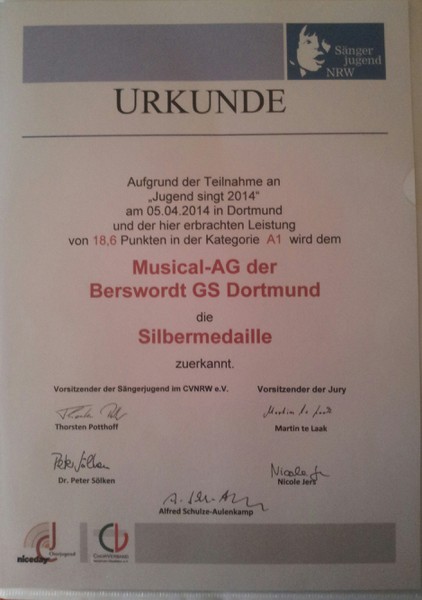 Sänger
jugend
NRW
URKUNDE
Aufgrund der Teilnahme an
„Jugend singt 2014“
am 05.04.2014 in Dortmund
und der hier erbrachten Leistung
von 18,6 Punkten in der Kategorie A1 wird dem
Musical-AG der
Berswordt GS Dortmund
die
Silbermedaille
zuerkannt.
Vorsitzender der Sängerjugend im CVNRW e.V.
Vorsitzender der Jury
Thorsten Potthoff
Martin te Laak
Peter Sölken
Dr. Peter Sölken
Nicole Jers
Alfred Schulze-Aulenkamp
niceday